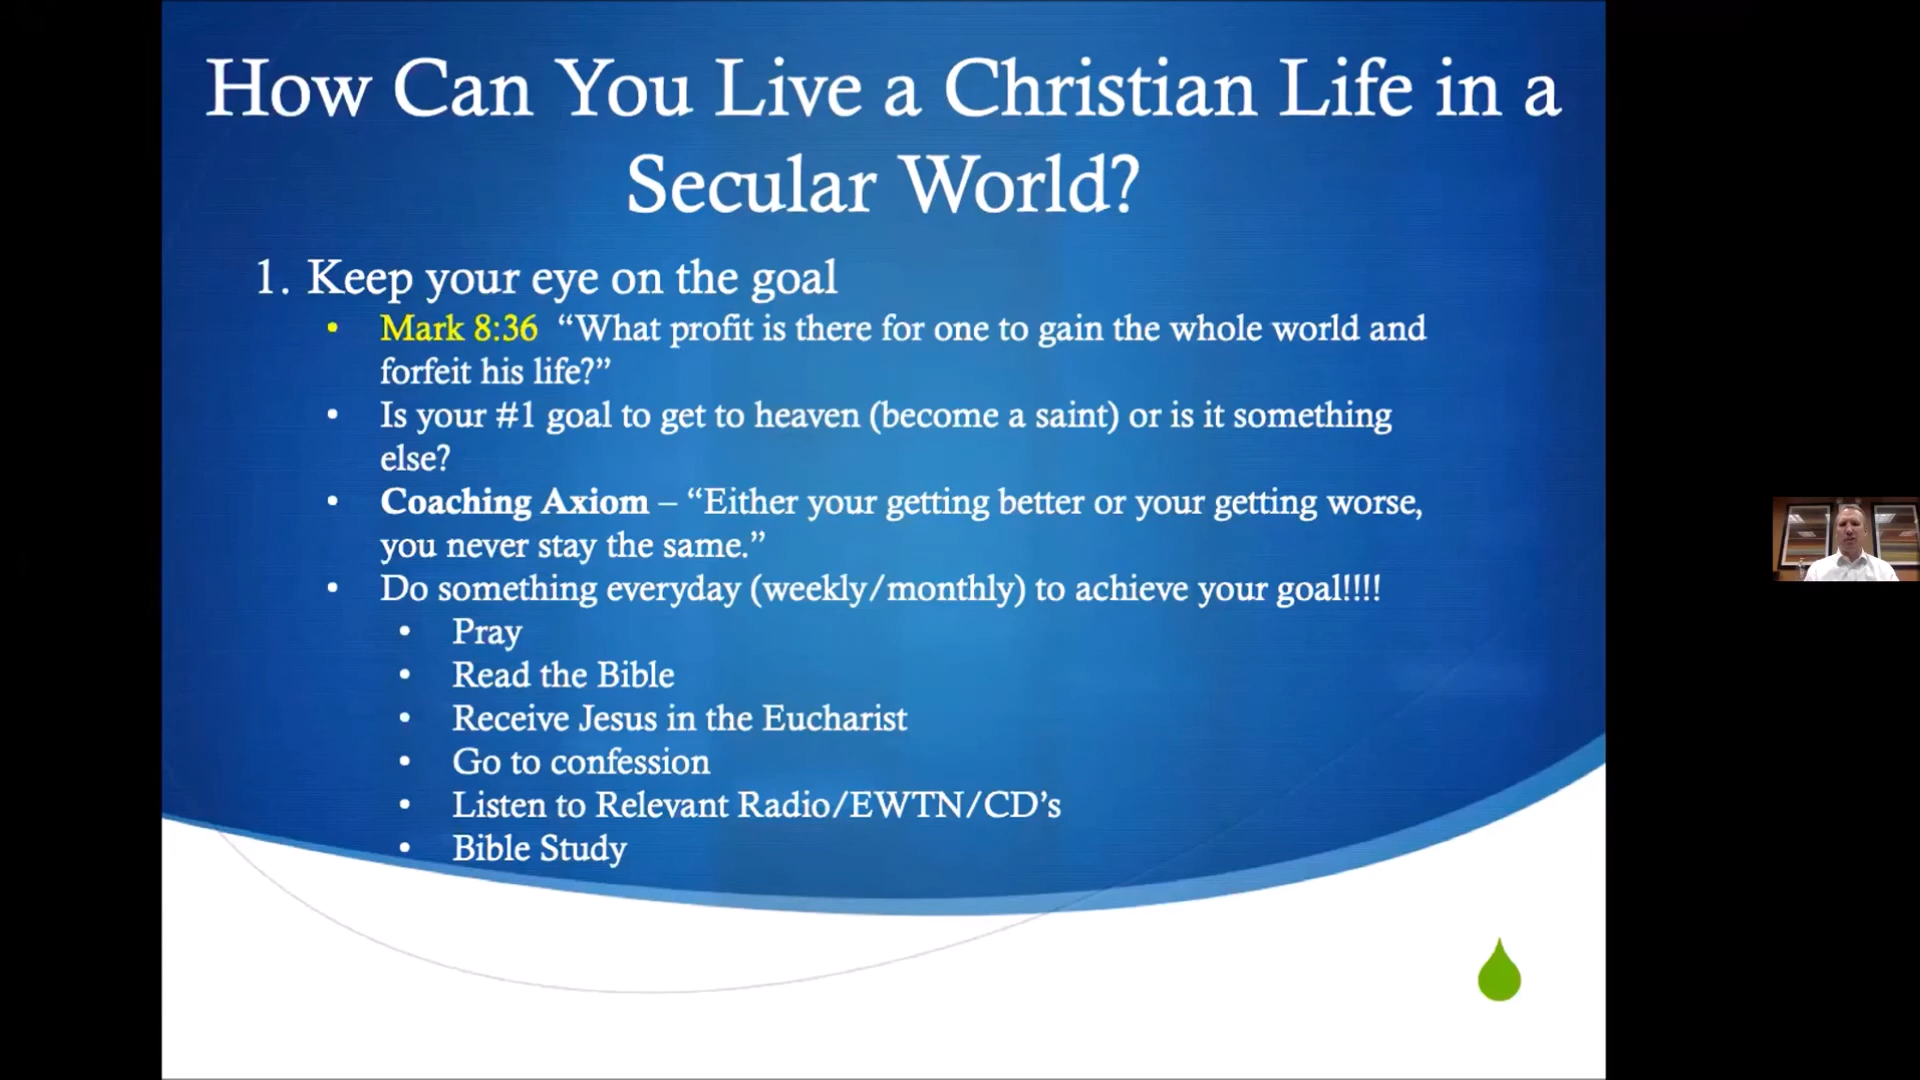 How Can You Live a Christian Life in a
Secular World?
1. Keep your eye on the goal
• Mark 8:36 “What profit is there for one to gain the whole world and
forfeit his life?”
• Is your #1 goal to get to heaven (become a saint) or is it something
else?
• Coaching Axiom – “Either your getting better or your getting worse,
you never stay the same.”
• Do something everyday (weekly/monthly) to achieve your goal!!!!
• Pray
• Read the Bible
• Receive Jesus in the Eucharist
• Go to confession
• Listen to Relevant Radio/EWTN/CD’s
• Bible Study